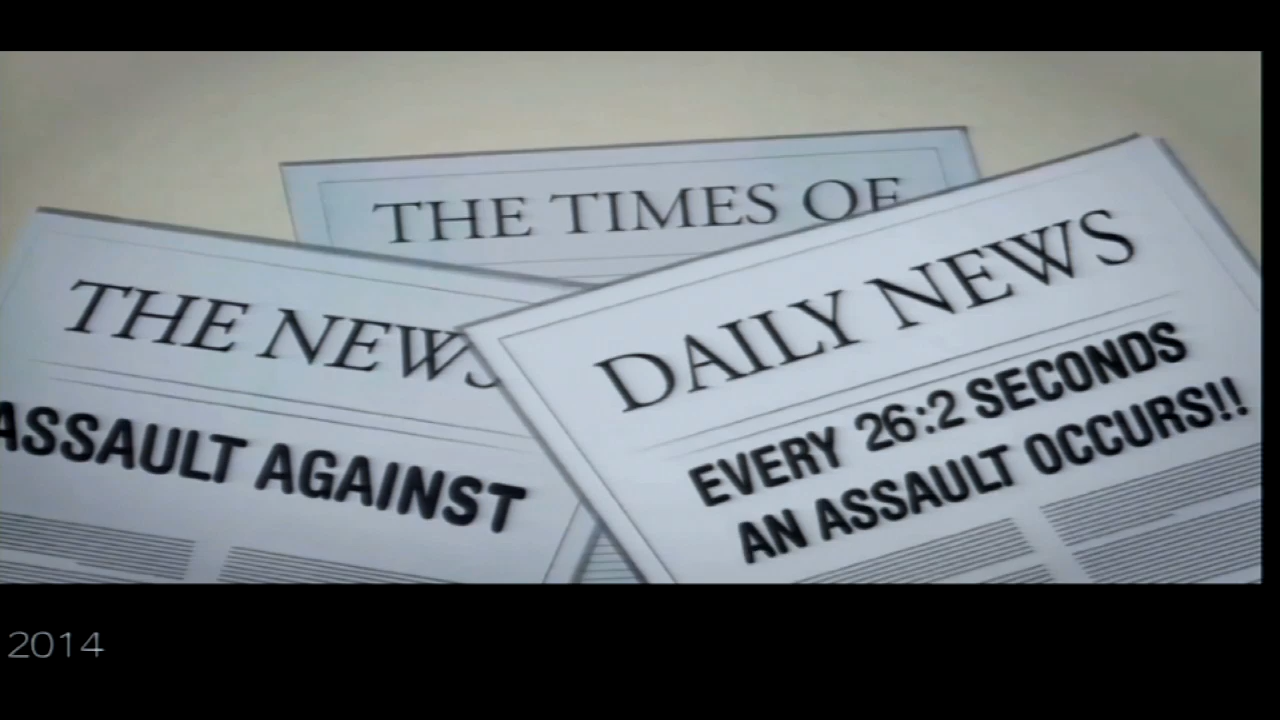 THE TIMES OF
THE NEWS
ASSAULT AGAINST
DAILY NEWS
EVERY 26:2 SECONDS
AN ASSAULT OCCURS!!
2014